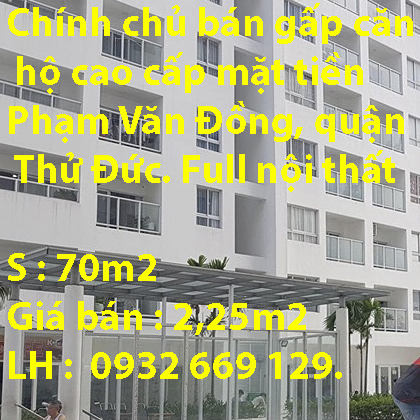 Chính chủ bán gấp căn
hộ cao cấp mặt tiền
Phạm Văn Đồng, quận
Thử Đức. Full nội thất
S : 70m2
Giá bán : 2,25m2
LH : 0932 669 129.